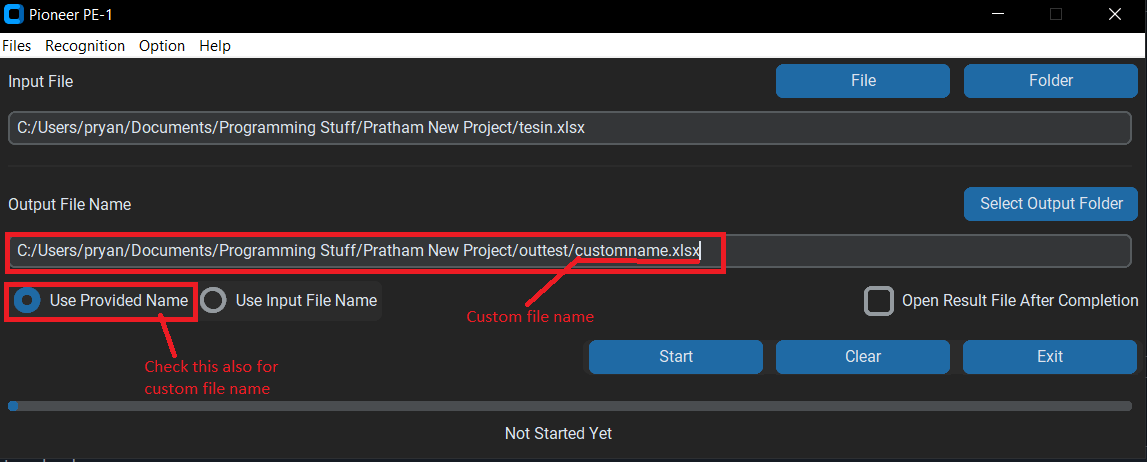 Pioneer PE-1
Files Recognition Option Help
Input File
File
Folder
C:/Users/pryan/Documents/Programming Stuff/Pratham New Project/tesin.xlsx
Output File Name
Select Output Folder
C:/Users/pryan/Documents/Programming Stuff/Pratham New Project/outtest/customname.xlsx
Use Provided Name
Use Input File Name
Open Result File After Completion
Custom file name
Check this also for
custom file name
Start
Clear
Exit
Not Started Yet